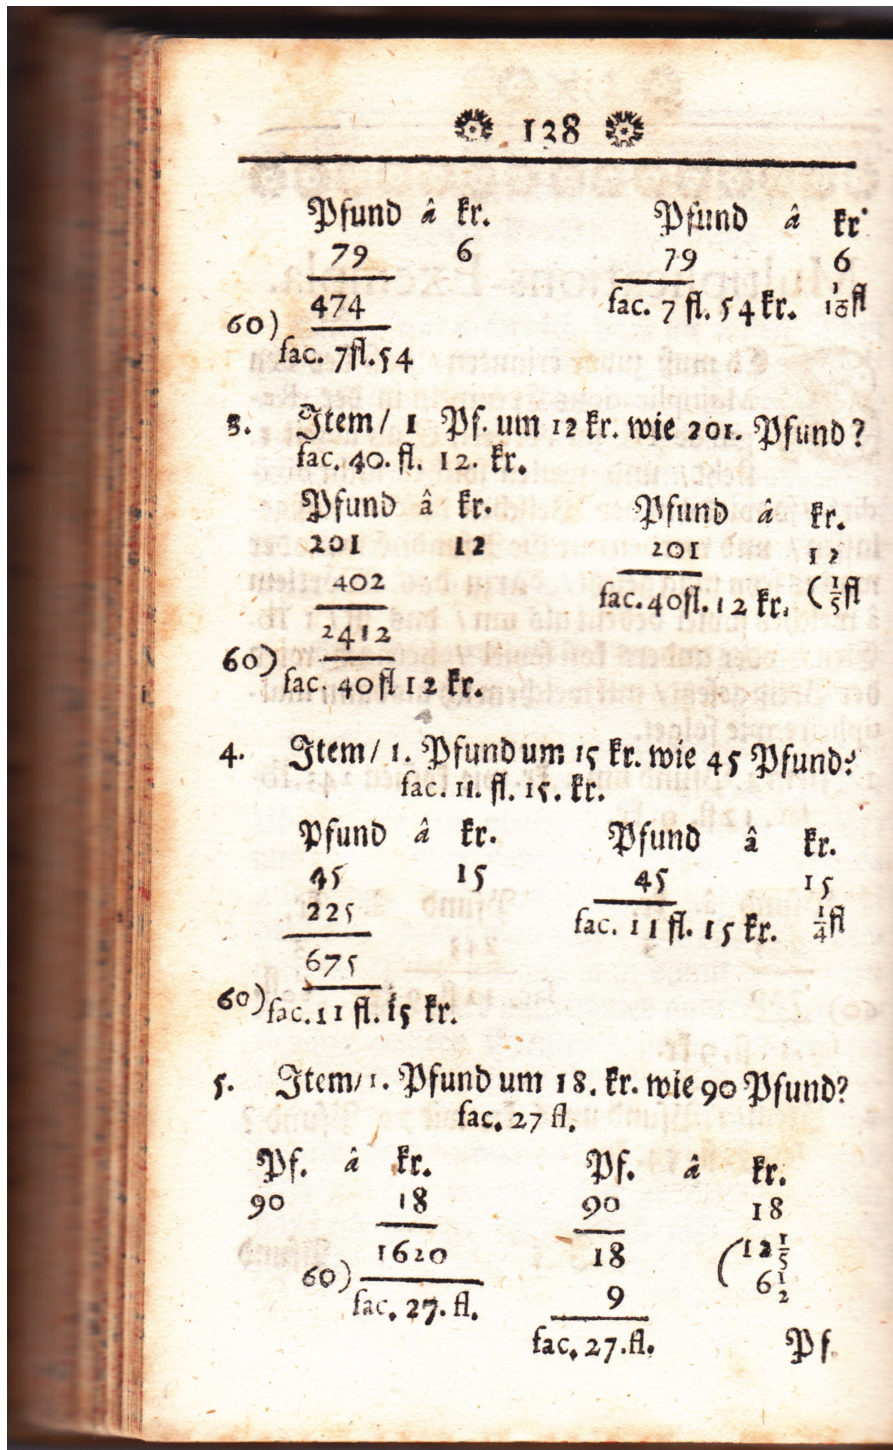 138
Pfund â kr. Pfund â kr
79 6 79 6
474 fac. 7 fl. 54 kr. 1/10 fl
60)
fac. 7 fl. 54
3. Item / 1 Pf. um 12 kr. wie 201. Pfund?
fac. 40. fl. 12. kr.
Pfund â kr. Pfund â kr.
201 12 201 12
402 fac. 40 fl. 12 kr. ( 1/5 fl
2412
60)
fac. 40 fl 12 kr.
4. Item / 1. Pfund um 15 kr. wie 45 Pfund?
fac. 11. fl. 15. kr.
Pfund â kr. Pfund â kr.
45 15 45 15
225 fac. 11 fl. 15 kr. 1/4 fl
675
60) fac. 11 fl. 15 kr.
5. Item / 1. Pfund um 18. kr. wie 90 Pfund?
fac. 27 fl.
Pf. â kr. Pf. â kr.
90 18 90 18
1620 18 ( 12 1/5
60) 9 6 1/2
fac. 27. fl. fac. 27. fl.
Pf.